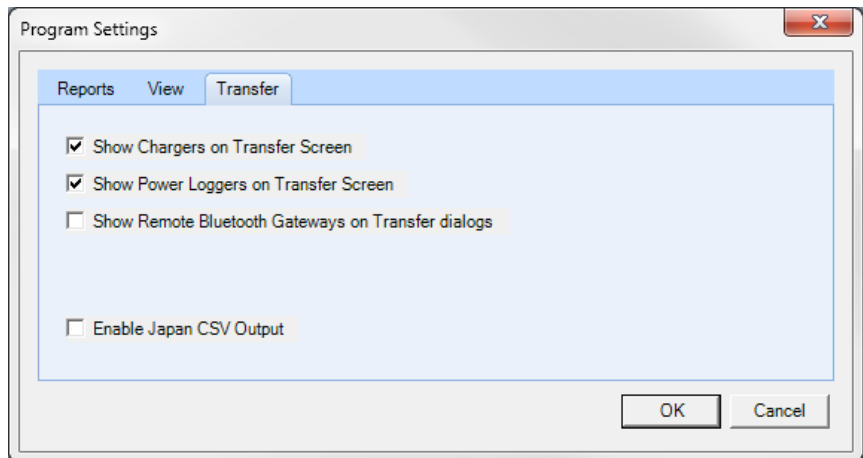 Program Settings
Reports View Transfer
Show Chargers on Transfer Screen
Show Power Loggers on Transfer Screen
Show Remote Bluetooth Gateways on Transfer dialogs
Enable Japan CSV Output
OK Cancel